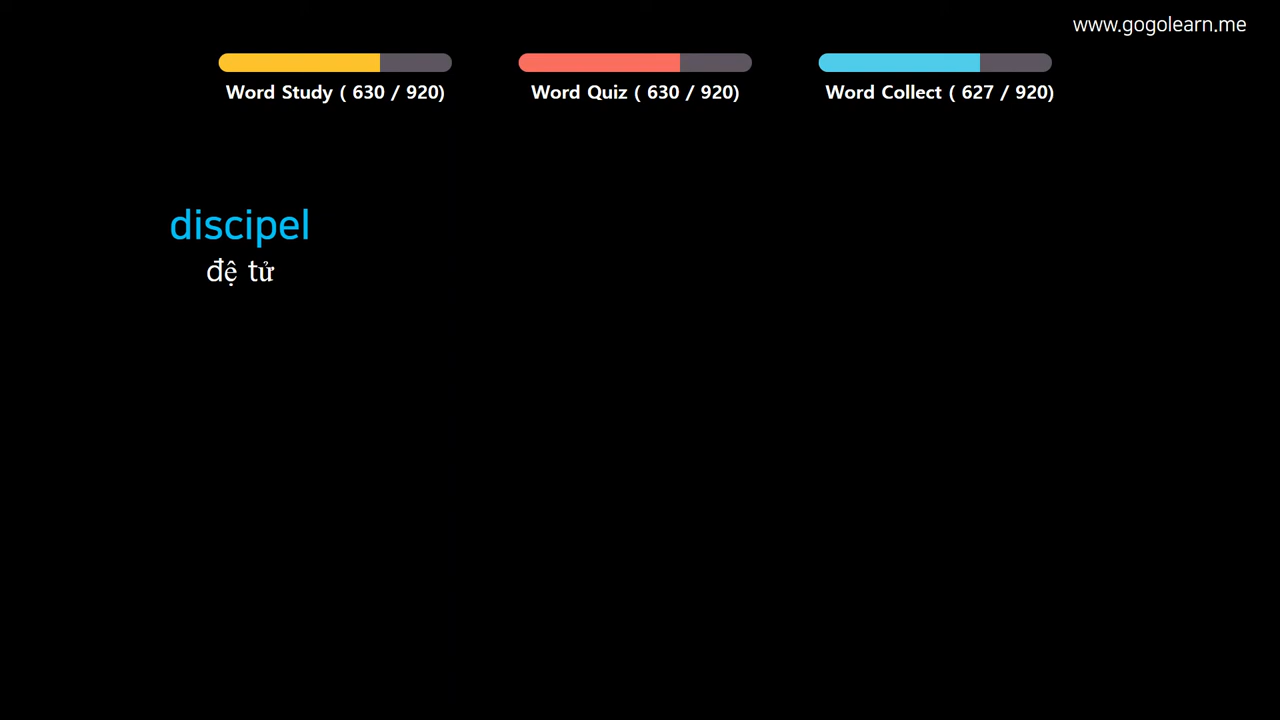 www.gogolearn.me
Word Study ( 630 / 920)
Word Quiz ( 630 / 920)
Word Collect ( 627 / 920)
discipel
đệ tử